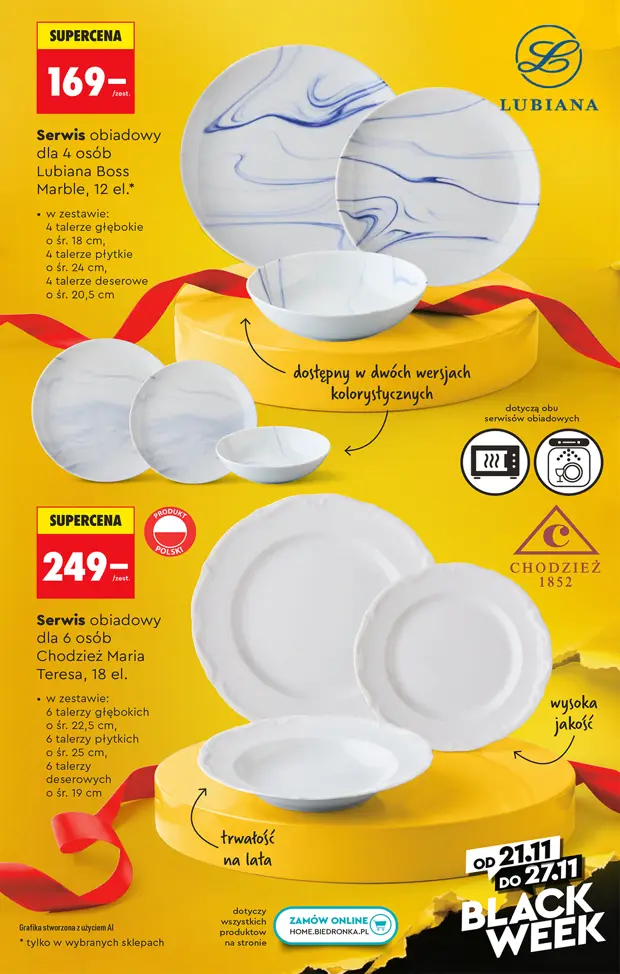 SUPERCENA
169-
/zest.
Serwis obiadowy
dla 4 osób
Lubiana Boss
Marble, 12 el.*
• w zestawie:
4 talerze głębokie
o śr. 18 cm,
4 talerze płytkie
o śr. 24 cm,
4 talerze deserowe
o śr. 20,5 cm
LUBIANA
dostępny w dwóch wersjach
kolorystycznych
dotyczą obu
serwisów obiadowych
SUPERCENA
249-
/zest.
PRODUKT
POLSKI
Serwis obiadowy
dla 6 osób
Chodzież Maria
Teresa, 18 el.
• w zestawie:
6 talerzy głębokich
o śr. 22,5 cm,
6 talerzy płytkich
o śr. 25 cm,
6 talerzy
deserowych
o śr. 19 cm
C
CHODZIEŻ
1852
wysoka
jakość
trwałość
na lata
OD 21.11
DO 27.11
BLACK
WEEK
Grafika stworzona z użyciem AI
* tylko w wybranych sklepach
dotyczy
wszystkich
produktów
na stronie
ZAMÓW ONLINE
HOME.BIEDRONKA.PL